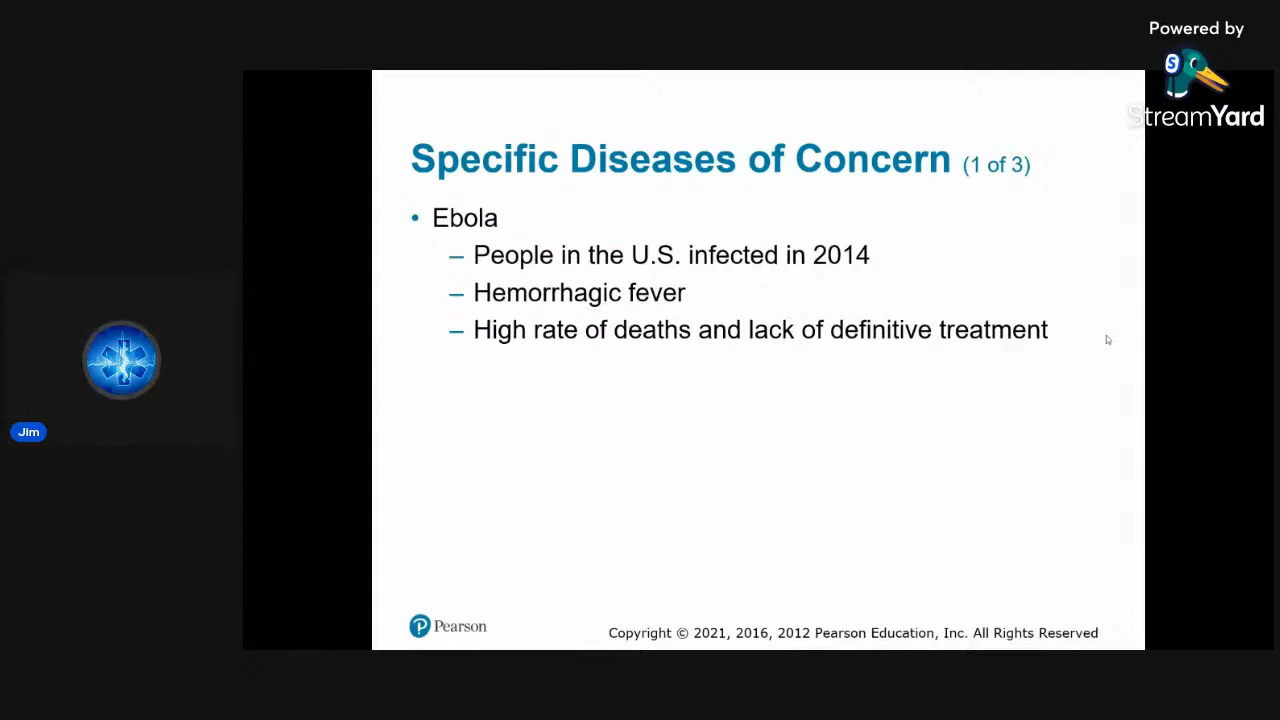 Powered by
StreamYard
Specific Diseases of Concern (1 of 3)
• Ebola
– People in the U.S. infected in 2014
– Hemorrhagic fever
– High rate of deaths and lack of definitive treatment
Jim
Pearson
Copyright © 2021, 2016, 2012 Pearson Education, Inc. All Rights Reserved